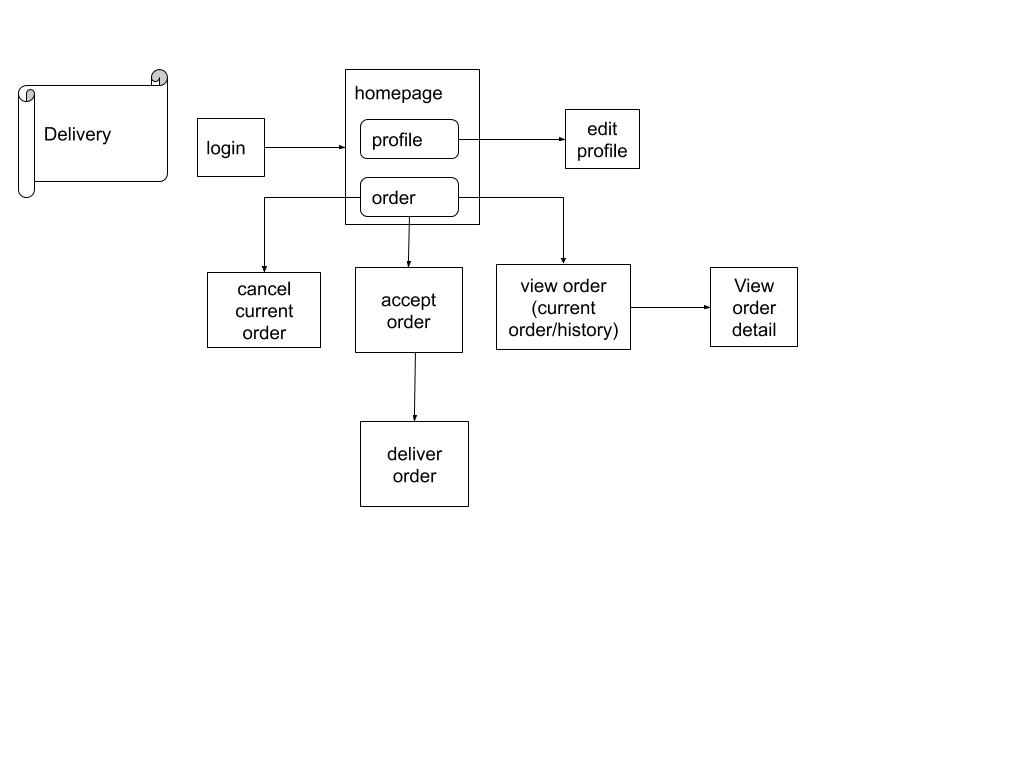 Delivery
login
homepage
profile
order
edit
profile
cancel
current
order
accept
order
view order
(current
order/history)
View
order
detail
deliver
order